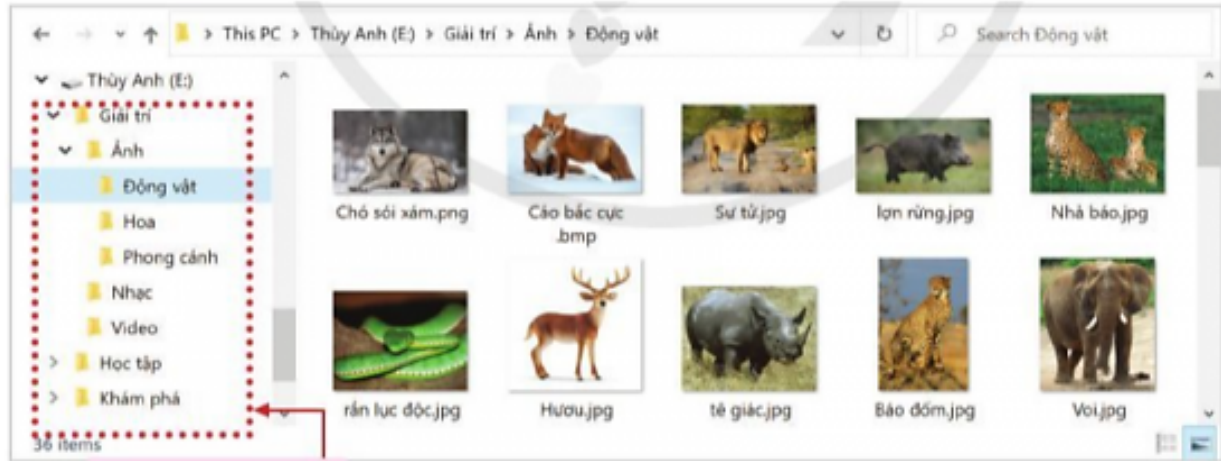 This PC > Thùy Anh (E:) > Giải trí > Ảnh > Động vật
Search Động vật
Thùy Anh (E:)
Giải trí
Ảnh
Động vật
Hoa
Phong cảnh
Nhạc
Video
Học tập
Khám phá
Chó sói xám.png
Cáo bắc cực
.bmp
Sư tử.jpg
lợn rừng.jpg
Nhà báo.jpg
rắn lục độc.jpg
Hươu.jpg
tê giác.jpg
Báo đốm.jpg
Voi.jpg
36 items